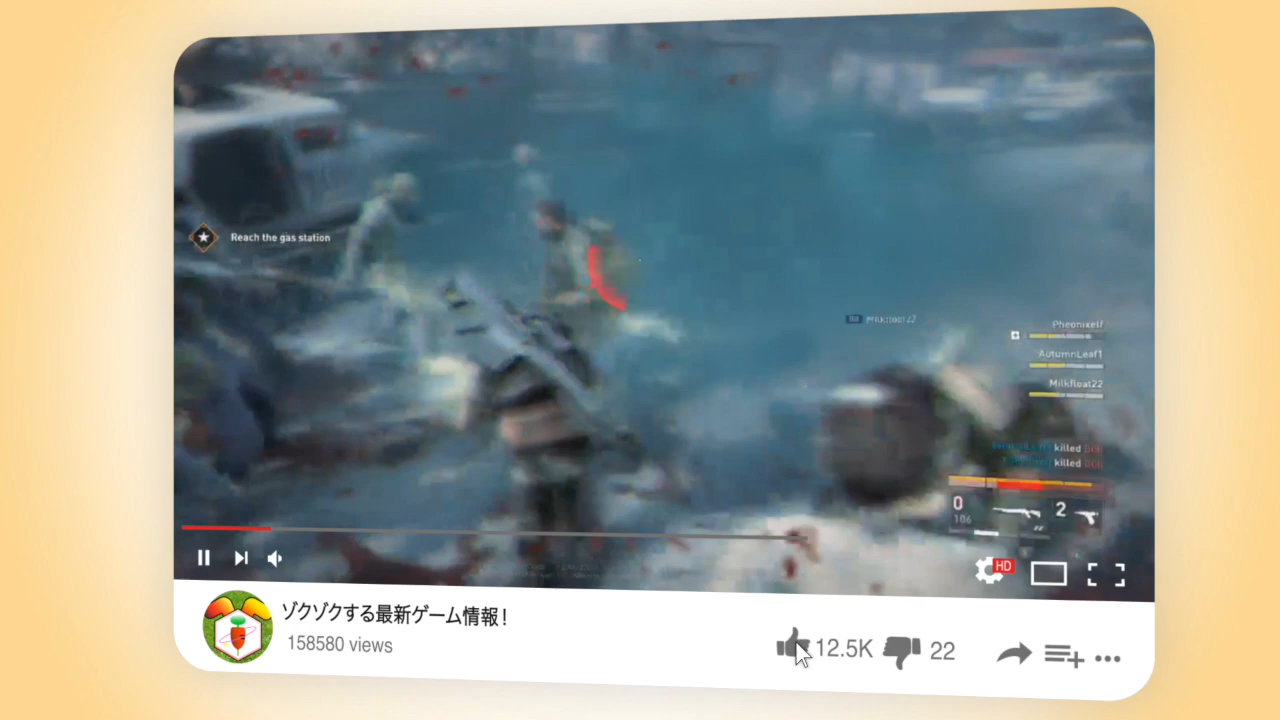 Reach the gas station
Milkfloat22
Pheonixelf
AutumnLeaf1
Milkfloat22
killed
killed
0
106
2
HD
ゾクゾクする最新ゲーム情報!
158580 views
12.5K
22